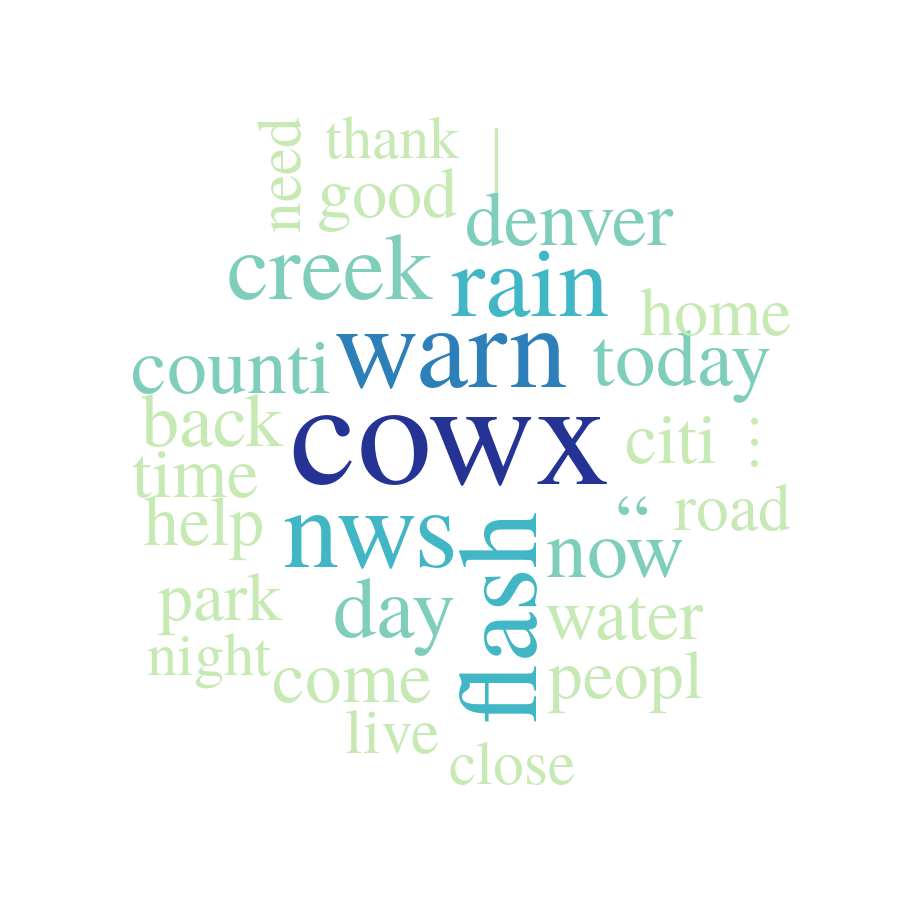 need
thank
—
good
denver
creek
rain
home
warn
today
counti
back
cowx
citi
…
time
help
nws
“
road
flash
now
park
day
water
night
come
peopl
live
close